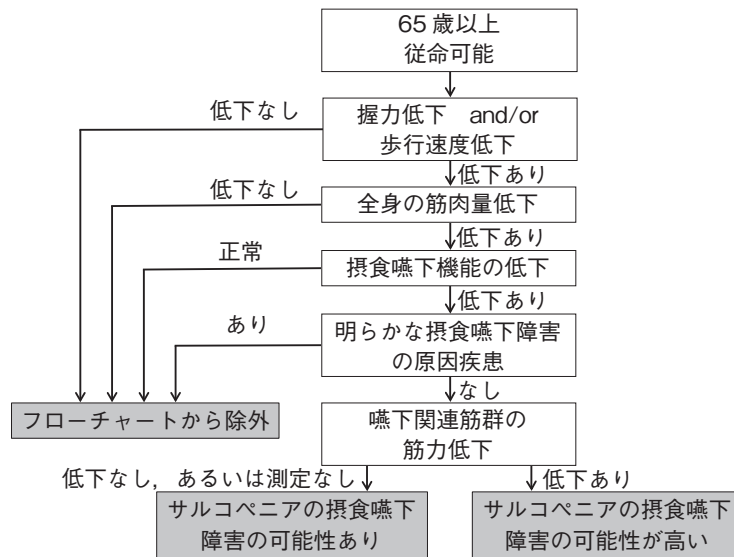 65歳以上
従命可能
低下なし
握力低下 and/or
歩行速度低下
低下あり
低下なし
全身の筋肉量低下
低下あり
正常
摂食嚥下機能の低下
低下あり
あり
明らかな摂食嚥下障害
の原因疾患
なし
フローチャートから除外
嚥下関連筋群の
筋力低下
低下なし，あるいは測定なし
低下あり
サルコペニアの摂食嚥下
障害の可能性あり
サルコペニアの摂食嚥下
障害の可能性が高い